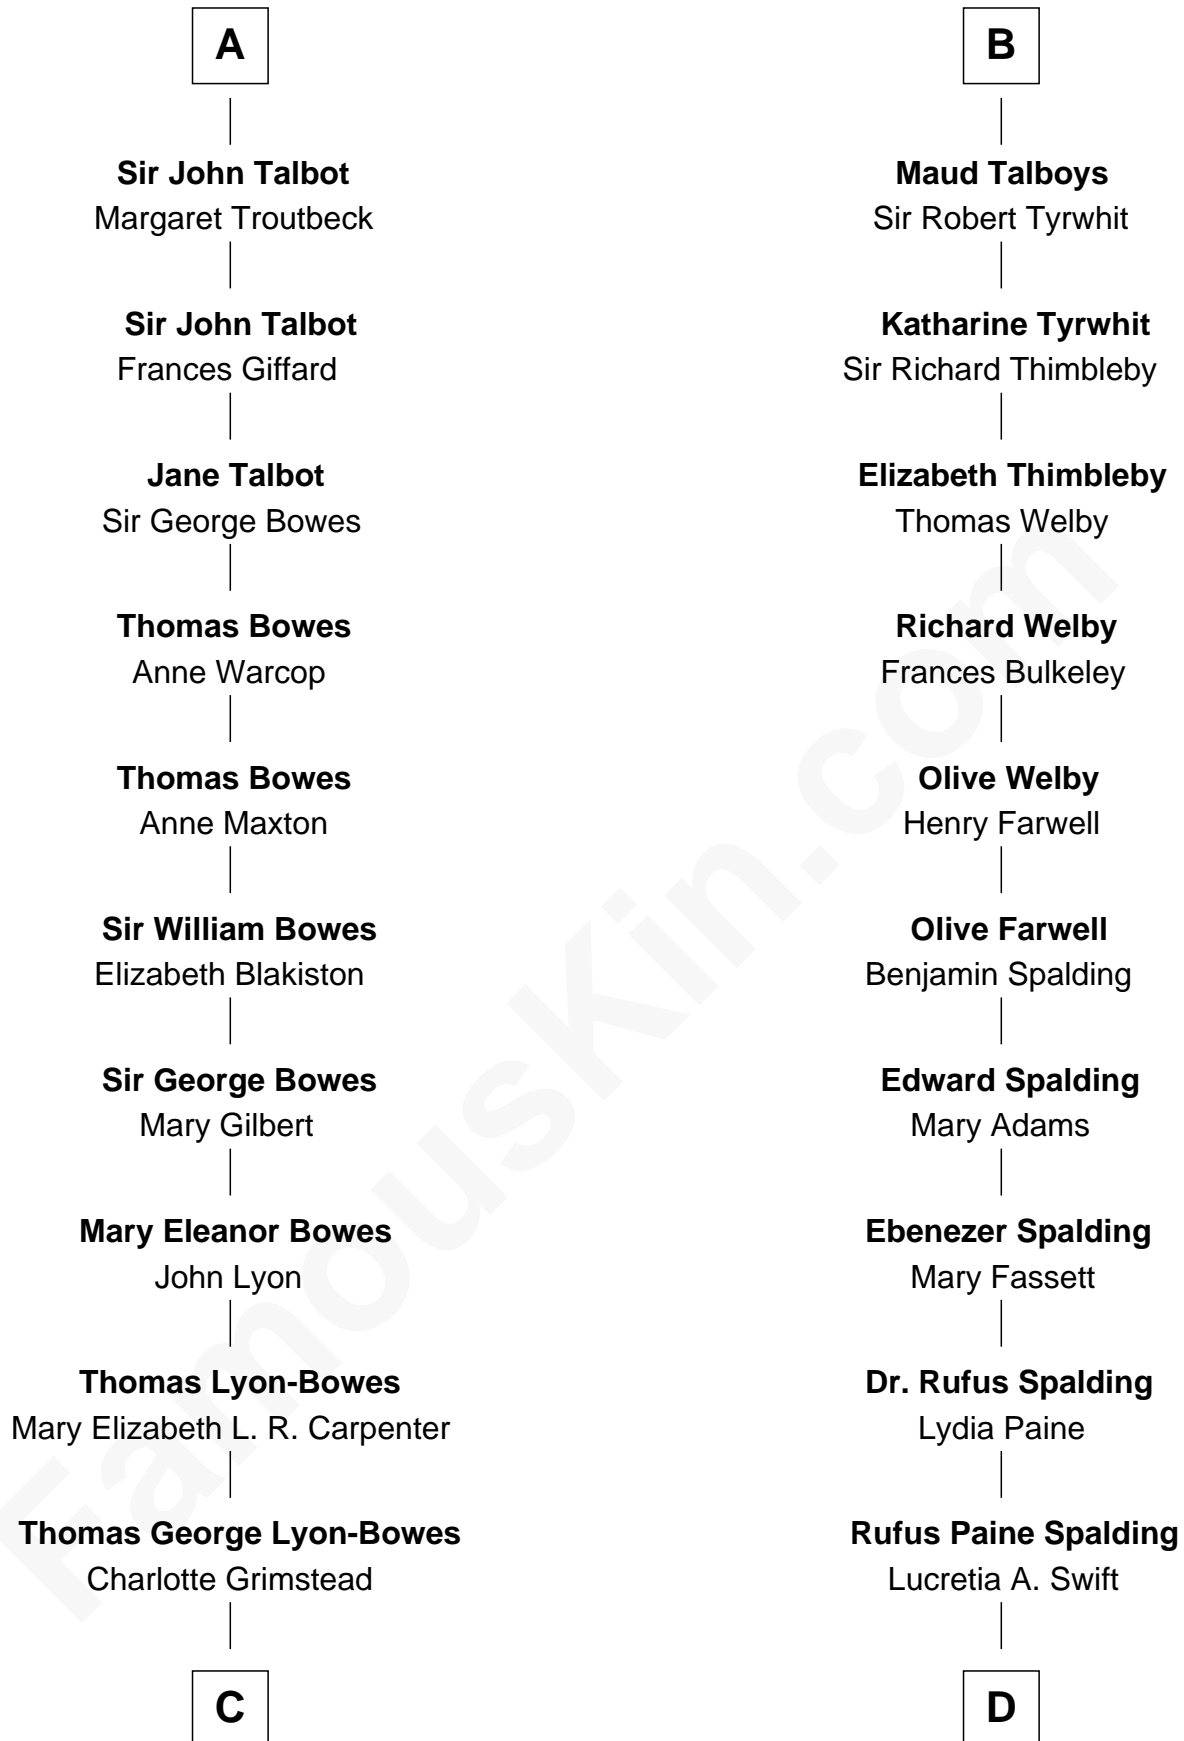 A
Sir John Talbot
Margaret Troutbeck
Sir John Talbot
Frances Giffard
Jane Talbot
Sir George Bowes
Thomas Bowes
Anne Warcop
Thomas Bowes
Anne Maxton
Sir William Bowes
Elizabeth Blakiston
Sir George Bowes
Mary Gilbert
Mary Eleanor Bowes
John Lyon
Thomas Lyon-Bowes
Mary Elizabeth L. R. Carpenter
Thomas George Lyon-Bowes
Charlotte Grimstead
C
B
Maud Talboys
Sir Robert Tyrwhit
Katharine Tyrwhit
Sir Richard Thimbleby
Elizabeth Thimbleby
Thomas Welby
Richard Welby
Frances Bulkeley
Olive Welby
Henry Farwell
Olive Farwell
Benjamin Spalding
Edward Spalding
Mary Adams
Ebenezer Spalding
Mary Fassett
Dr. Rufus Spalding
Lydia Paine
Rufus Paine Spalding
Lucretia A. Swift
D
FamousKin.com